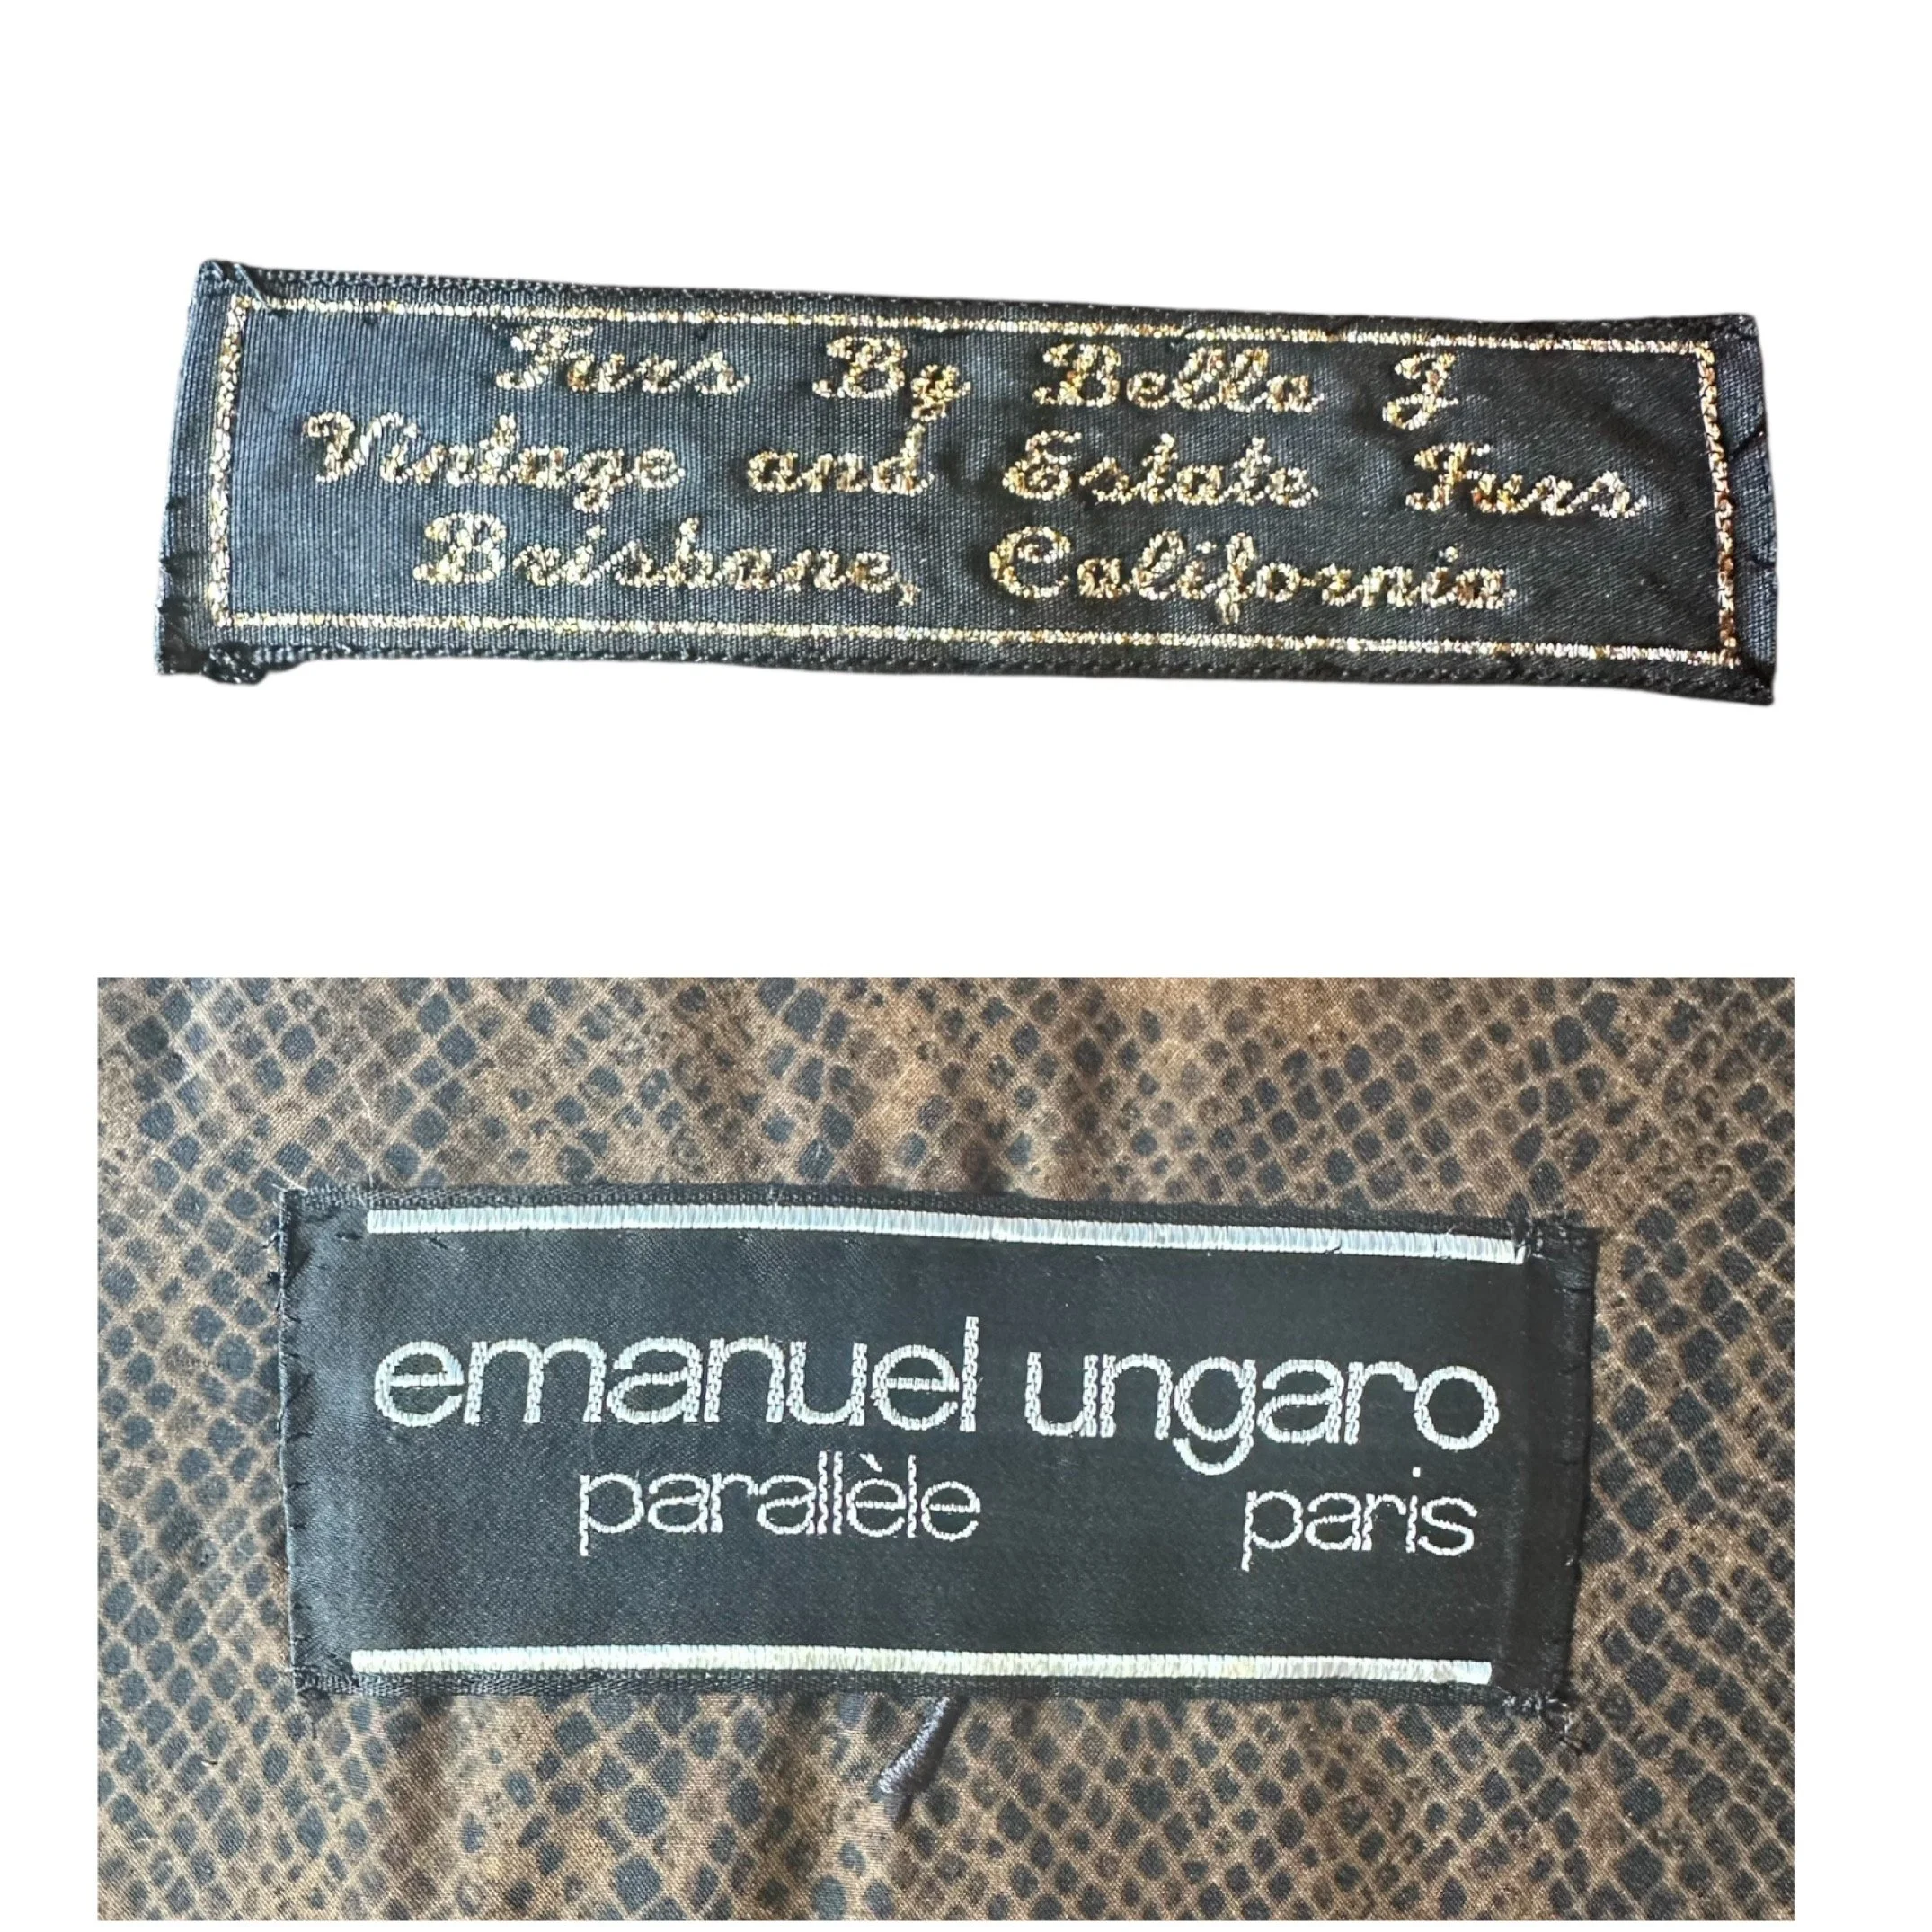 Furs By Bella J
Vintage and Estate Furs
Brisbane, California
emanuel ungaro
parallèle paris